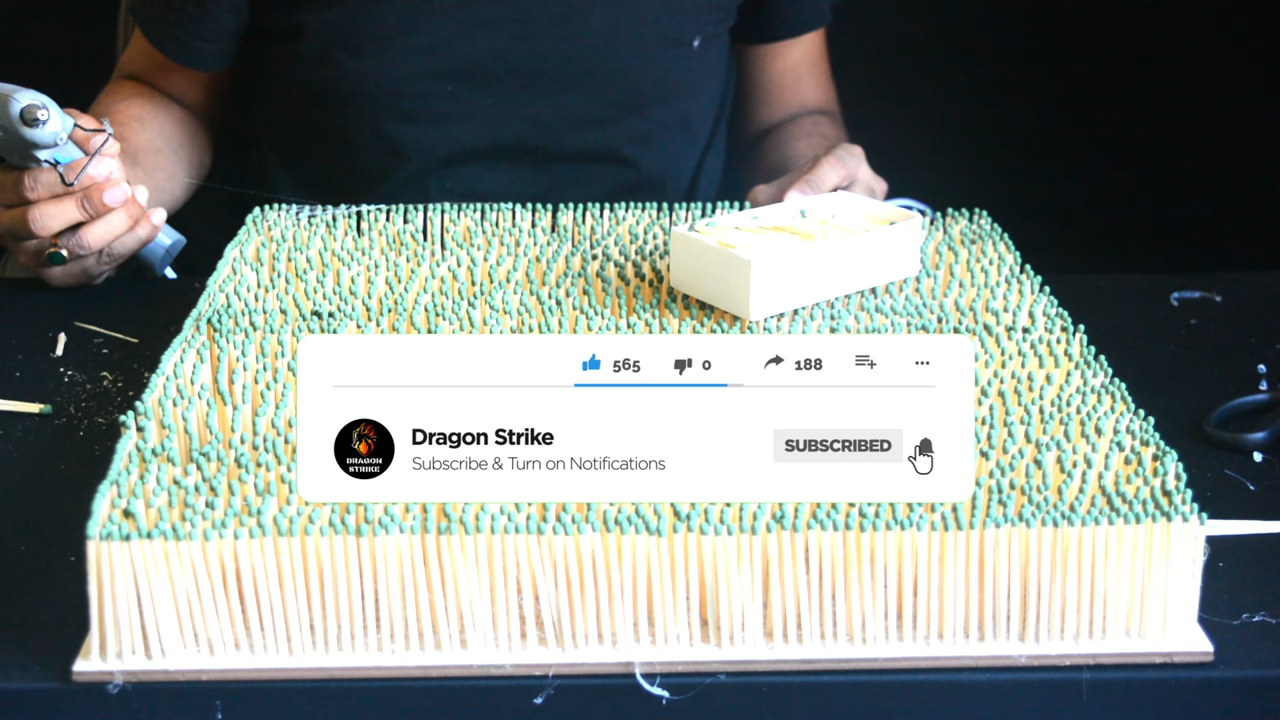 565
0
188
Dragon Strike
Subscribe & Turn on Notifications
SUBSCRIBED
DRAGON
STRIKE